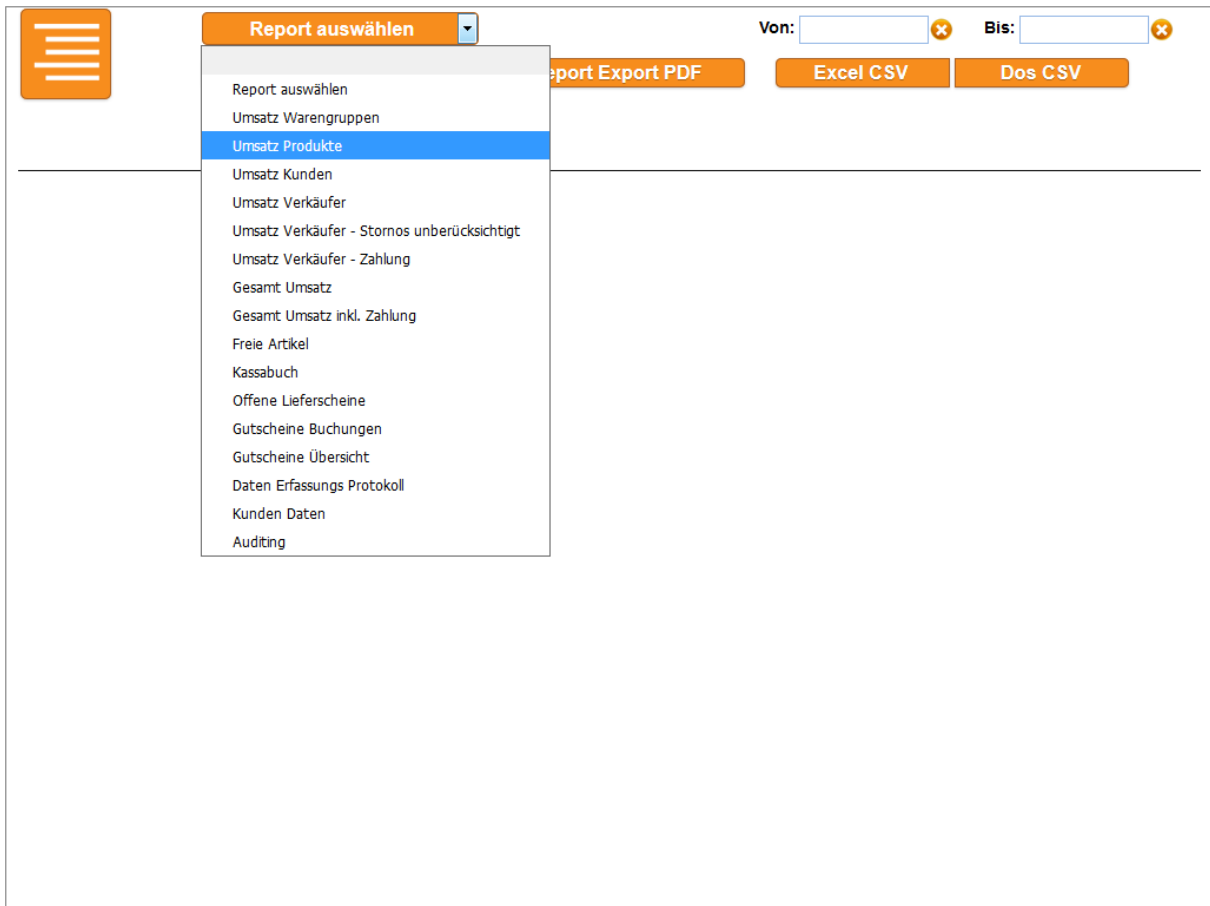 Report auswählen
Von:
Bis:
port Export PDF
Excel CSV
Dos CSV
Report auswählen
Umsatz Warengruppen
Umsatz Produkte
Umsatz Kunden
Umsatz Verkäufer
Umsatz Verkäufer - Stornos unberücksichtigt
Umsatz Verkäufer - Zahlung
Gesamt Umsatz
Gesamt Umsatz inkl. Zahlung
Freie Artikel
Kassabuch
Offene Lieferscheine
Gutscheine Buchungen
Gutscheine Übersicht
Daten Erfassungs Protokoll
Kunden Daten
Auditing